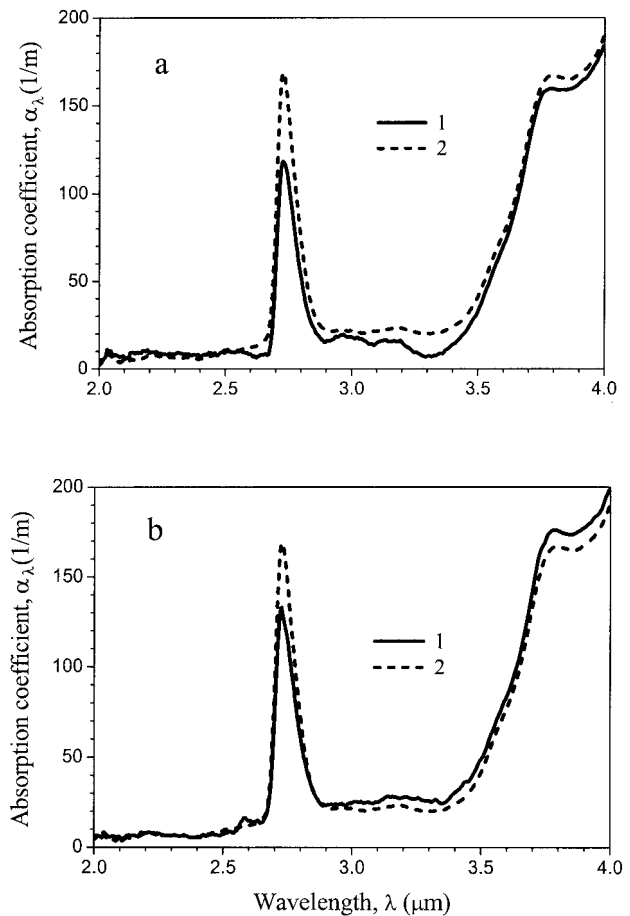 a
200
150
100
50
0
2.0 2.5 3.0 3.5 4.0
Absorption coefficient, αλ (1/m)
1
2
b
200
150
100
50
0
2.0 2.5 3.0 3.5 4.0
Absorption coefficient, αλ (1/m)
1
2
Wavelength, λ (μm)